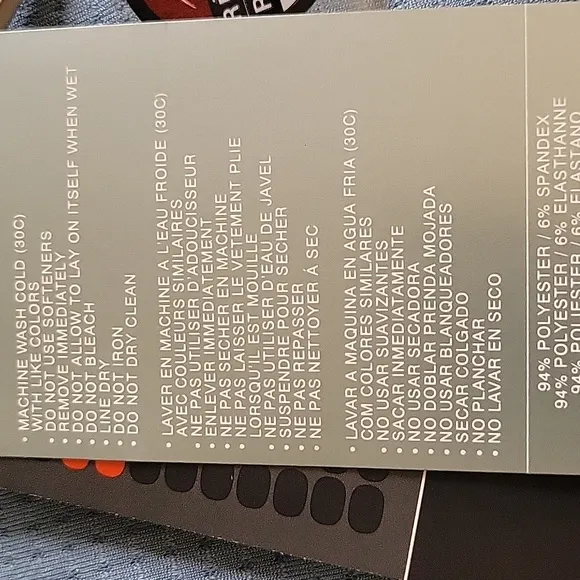 • MACHINE WASH COLD (30C)
WITH LIKE COLORS
• DO NOT USE SOFTENERS
• REMOVE IMMEDIATELY
• DO NOT ALLOW TO LAY ON ITSELF WHEN WET
• DO NOT BLEACH
• LINE DRY
• DO NOT IRON
• DO NOT DRY CLEAN
• LAVER EN MACHINE A L'EAU FROIDE (30C)
AVEC COULEURS SIMILAIRES
• NE PAS UTILISER D'ADOUCISSEUR
• ENLEVER IMMEDIATEMENT
• NE PAS SECHER EN MACHINE
• NE PAS LAISSER LE VETEMENT PLIE
LORSQU'IL EST MOUILLE
• NE PAS UTILISER D'EAU DE JAVEL
• SUSPENDRE POUR SECHER
• NE PAS REPASSER
• NE PAS NETTOYER Á SEC
• LAVAR A MAQUINA EN AGUA FRIA (30C)
COM COLORES SIMILARES
• NO USAR SUAVIZANTES
• SACAR INMEDIATAMENTE
• NO USAR SECADORA
• NO DOBLAR PRENDA MOJADA
• NO USAR BLANQUEADORES
• SECAR COLGADO
• NO PLANCHAR
• NO LAVAR EN SECO
94% POLYESTER / 6% SPANDEX
94% POLYESTER / 6% ELASTHANNE
94% POLIESTER / 6% ELASTANO